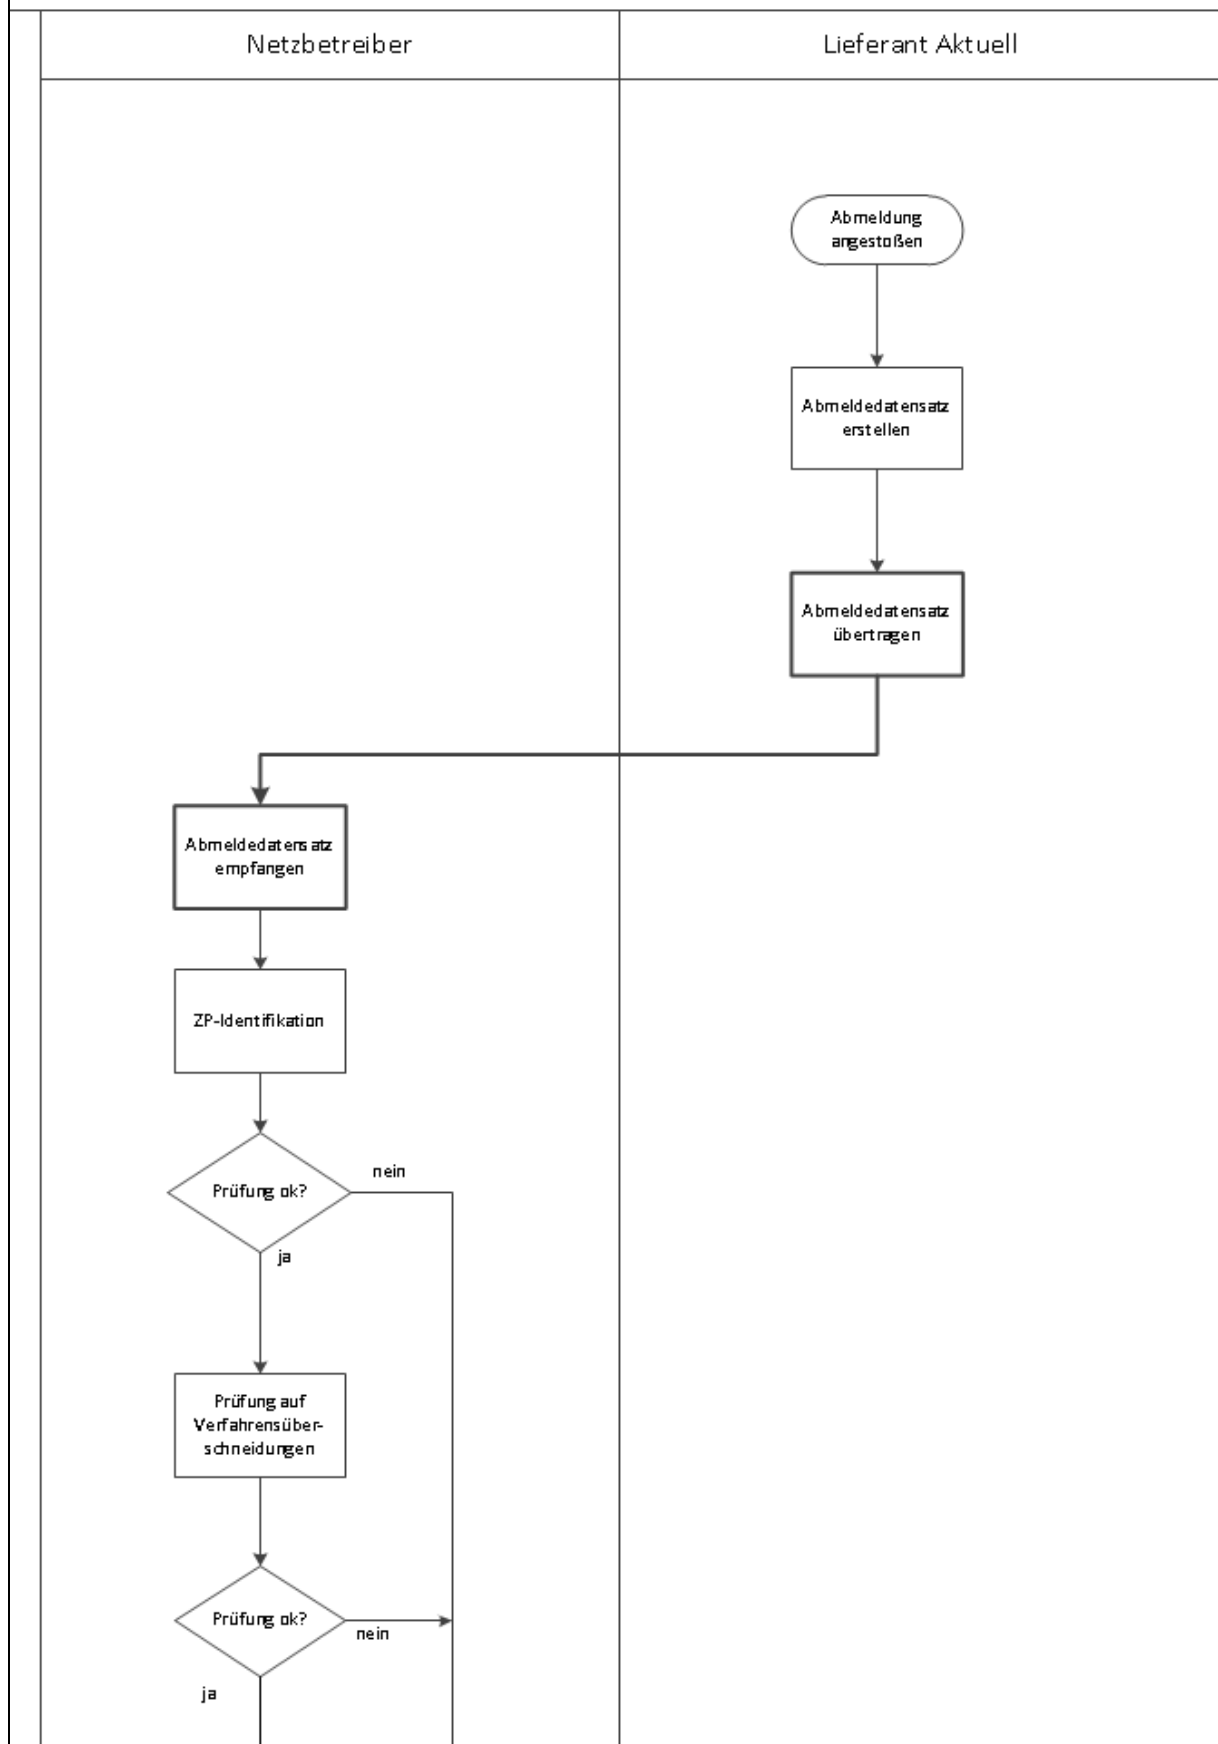 Netzbetreiber
Lieferant Aktuell
Abmeldung
angestoßen
Abmeldedatensatz
erstellen
Abmeldedatensatz
übertragen
Abmeldedatensatz
empfangen
ZP-Identifikation
Prüfung ok?
nein
ja
Prüfung auf
Verfahrensüber-
schneidungen
Prüfung ok?
nein
ja